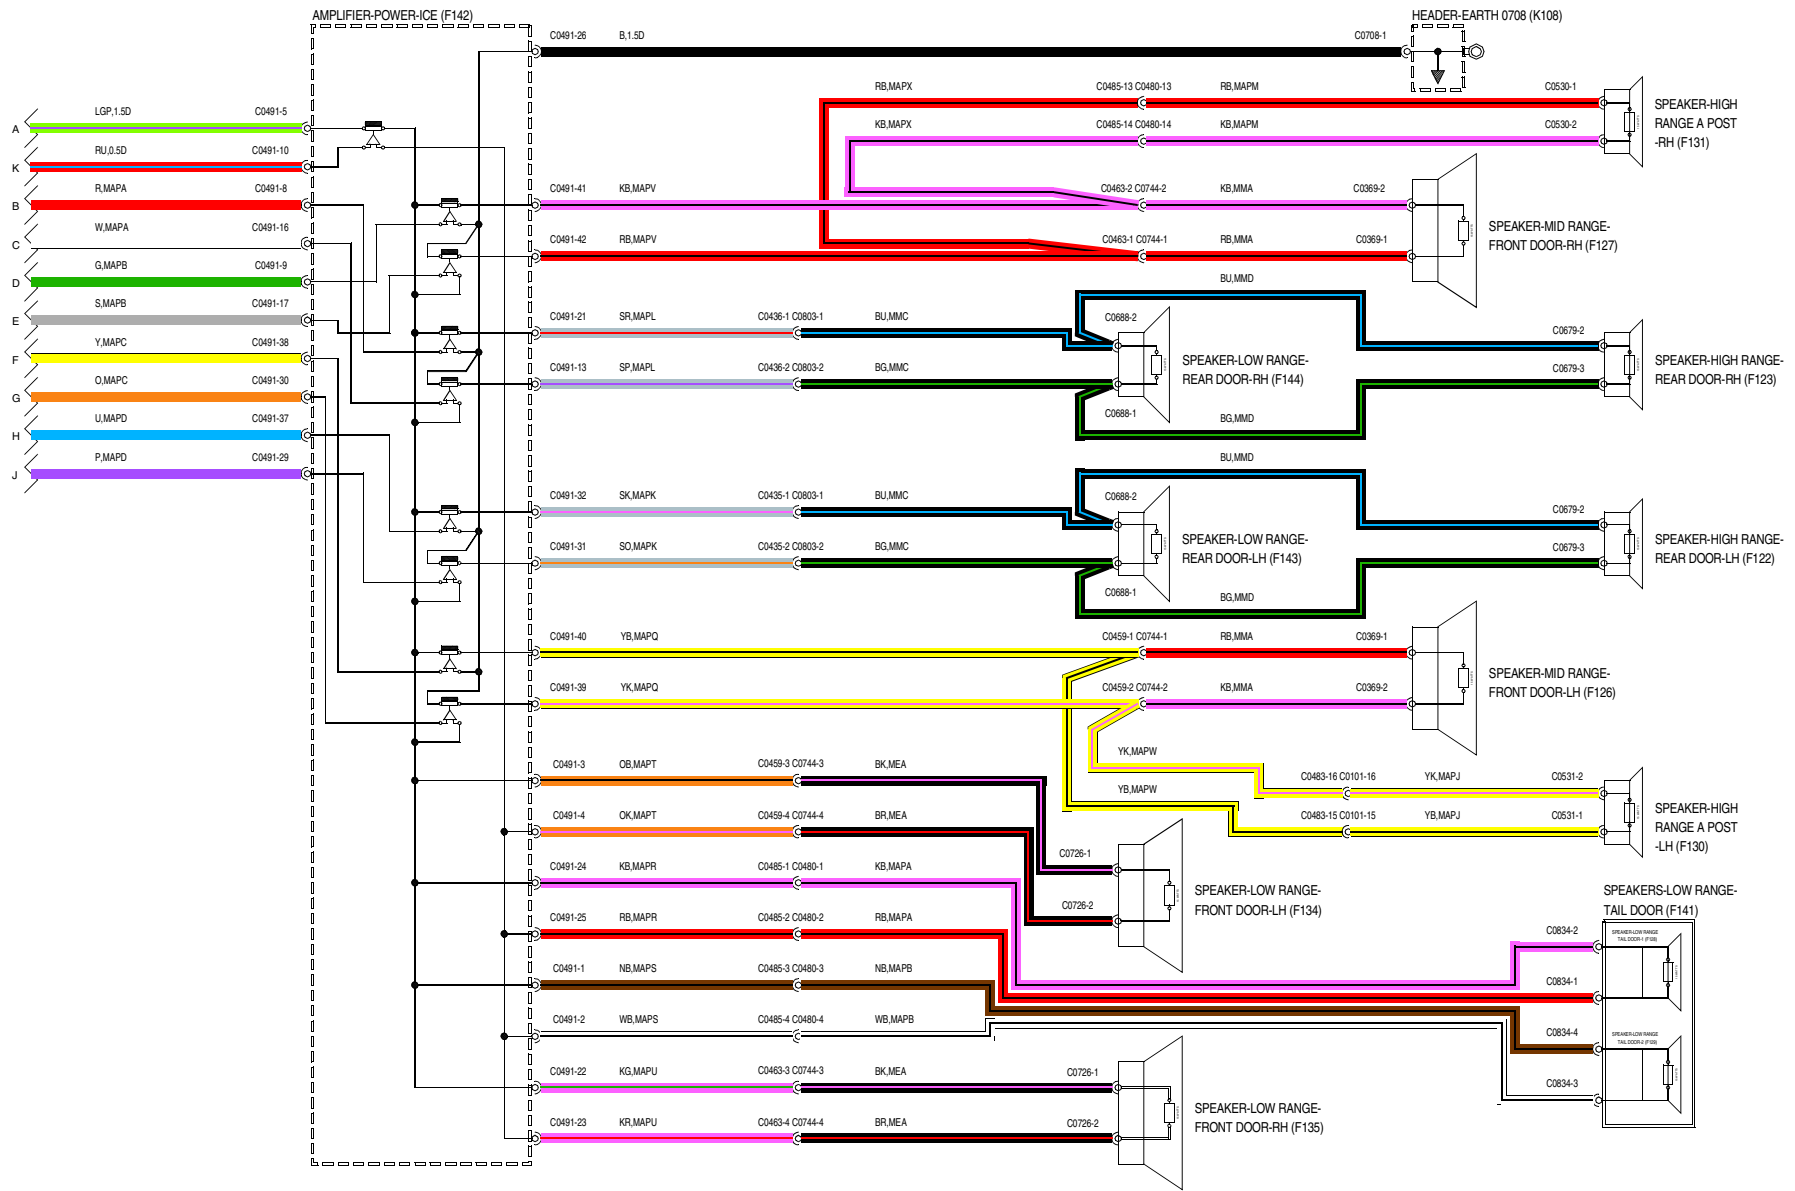 AMPLIFIER-POWER-ICE (F142)
HEADER-EARTH 0708 (K108)
C0491-26 B,1.5D C0708-1
A LGP,1.5D C0491-5
K RU,0.5D C0491-10
B R,MAPA C0491-8
C W,MAPA C0491-16
D G,MAPB C0491-9
E S,MAPB C0491-17
F Y,MAPC C0491-38
G O,MAPC C0491-30
H U,MAPD C0491-37
J P,MAPD C0491-29
RB,MAPX C0485-13 C0480-13 RB,MAPM C0530-1
KB,MAPX C0485-14 C0480-14 KB,MAPM C0530-2
SPEAKER-HIGH
RANGE A POST
-RH (F131)
C0491-41 KB,MAPV C0463-2 C0744-2 KB,MMA C0369-2
C0491-42 RB,MAPV C0463-1 C0744-1 RB,MMA C0369-1
SPEAKER-MID RANGE-
FRONT DOOR-RH (F127)
BU,MMD
C0491-21 SR,MAPL C0436-1 C0803-1 BU,MMC C0688-2 C0679-2
C0491-13 SP,MAPL C0436-2 C0803-2 BG,MMC C0679-3
C0688-1 BG,MMD
SPEAKER-LOW RANGE-
REAR DOOR-RH (F144)
SPEAKER-HIGH RANGE-
REAR DOOR-RH (F123)
BU,MMD
C0491-32 SK,MAPK C0435-1 C0803-1 BU,MMC C0688-2 C0679-2
C0491-31 SO,MAPK C0435-2 C0803-2 BG,MMC C0679-3
C0688-1 BG,MMD
SPEAKER-LOW RANGE-
REAR DOOR-LH (F143)
SPEAKER-HIGH RANGE-
REAR DOOR-LH (F122)
C0491-40 YB,MAPQ C0459-1 C0744-1 RB,MMA C0369-1
C0491-39 YK,MAPQ C0459-2 C0744-2 KB,MMA C0369-2
SPEAKER-MID RANGE-
FRONT DOOR-LH (F126)
YK,MAPW C0483-16 C0101-16 YK,MAPJ C0531-2
YB,MAPW C0483-15 C0101-15 YB,MAPJ C0531-1
SPEAKER-HIGH
RANGE A POST
-LH (F130)
C0491-3 OB,MAPT C0459-3 C0744-3 BK,MEA C0726-1
C0491-4 OK,MAPT C0459-4 C0744-4 BR,MEA C0726-2
SPEAKER-LOW RANGE-
FRONT DOOR-LH (F134)
C0491-24 KB,MAPR C0485-1 C0480-1 KB,MAPA C0834-2
C0491-25 RB,MAPR C0485-2 C0480-2 RB,MAPA C0834-1
C0491-1 NB,MAPS C0485-3 C0480-3 NB,MAPB C0834-4
C0491-2 WB,MAPS C0485-4 C0480-4 WB,MAPB C0834-3
SPEAKERS-LOW RANGE-
TAIL DOOR (F141)
SPEAKER-LOW RANGE
TAIL DOOR-1 (F128)
SPEAKER-LOW RANGE
TAIL DOOR-2 (F129)
C0491-22 KG,MAPU C0463-3 C0744-3 BK,MEA C0726-1
C0491-23 KR,MAPU C0463-4 C0744-4 BR,MEA C0726-2
SPEAKER-LOW RANGE-
FRONT DOOR-RH (F135)